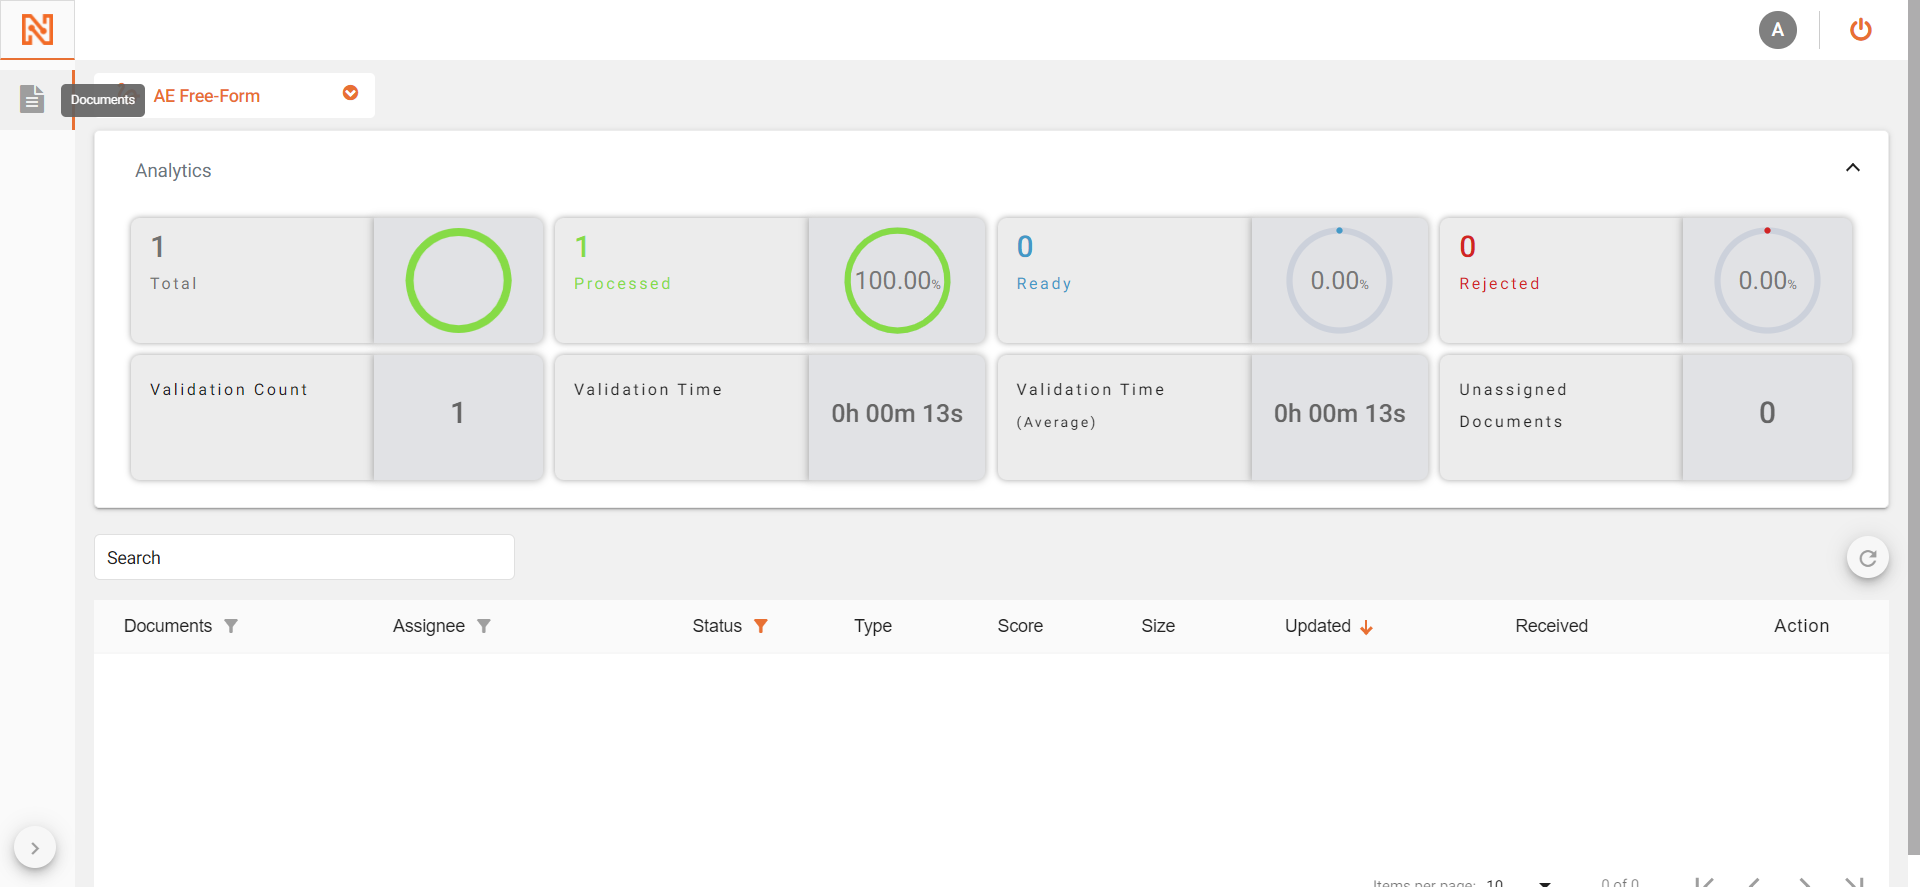 A
Documents
AE Free-Form
Analytics
1
Total
1
Processed
100.00%
0
Ready
0.00%
0
Rejected
0.00%
Validation Count
1
Validation Time
0h 00m 13s
Validation Time
(Average)
0h 00m 13s
Unassigned
Documents
0
Search
Documents Assignee Status Type Score Size Updated Received Action
Items per page: 10 0 of 0